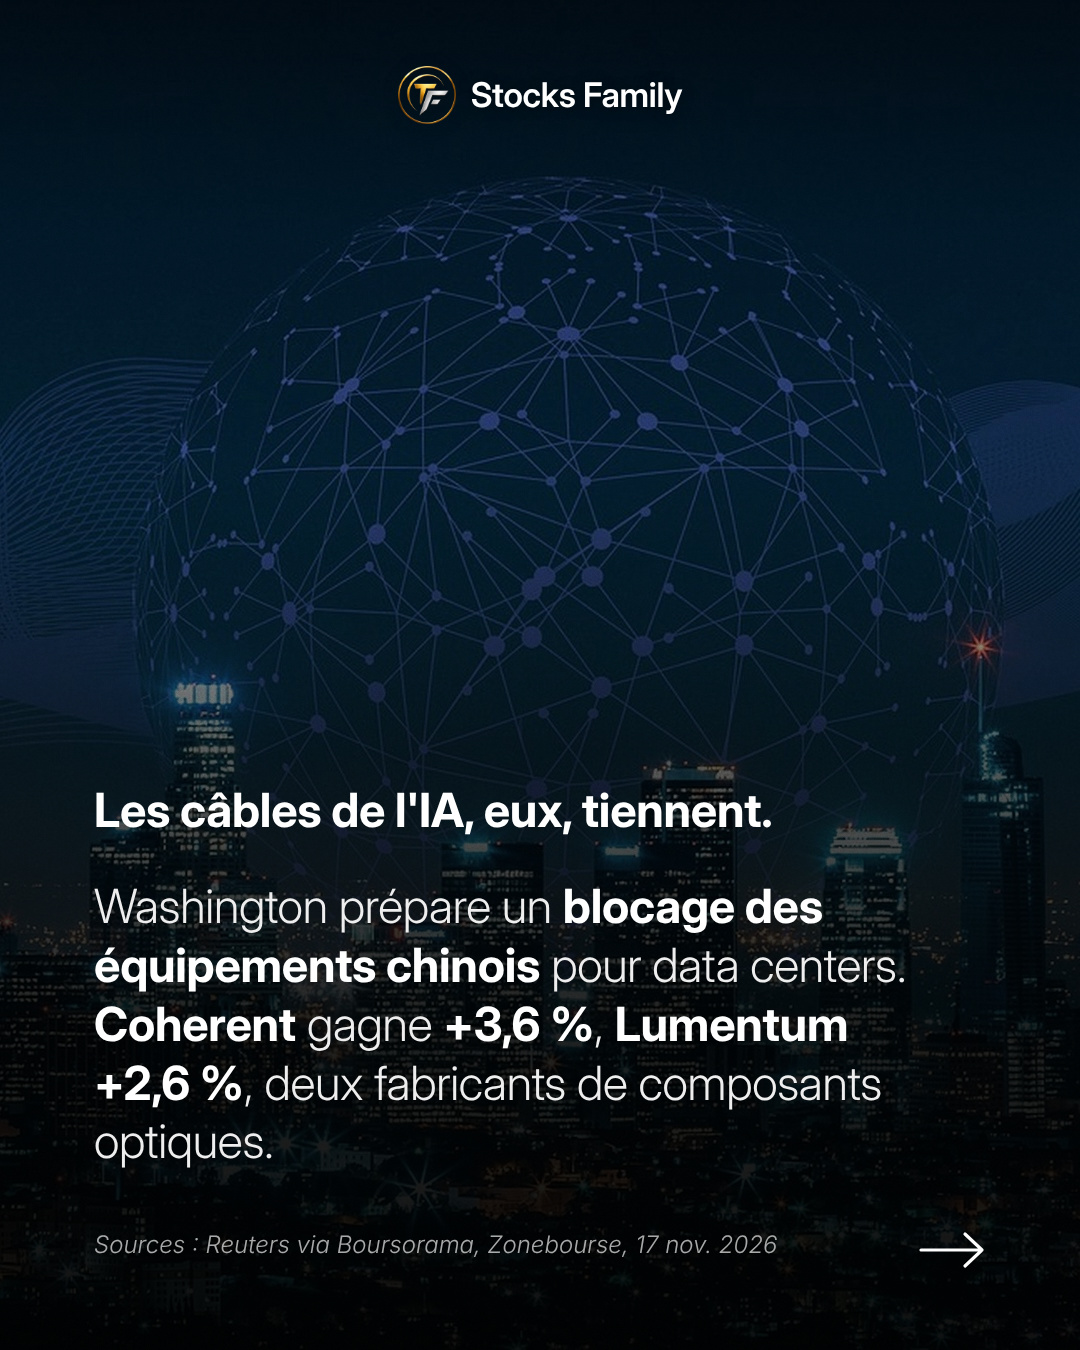 Stocks Family
Les câbles de l'IA, eux, tiennent.
Washington prépare un blocage des
équipements chinois pour data centers.
Coherent gagne +3,6 %, Lumentum
+2,6 %, deux fabricants de composants
optiques.
Sources : Reuters via Boursorama, Zonebourse, 17 nov. 2026